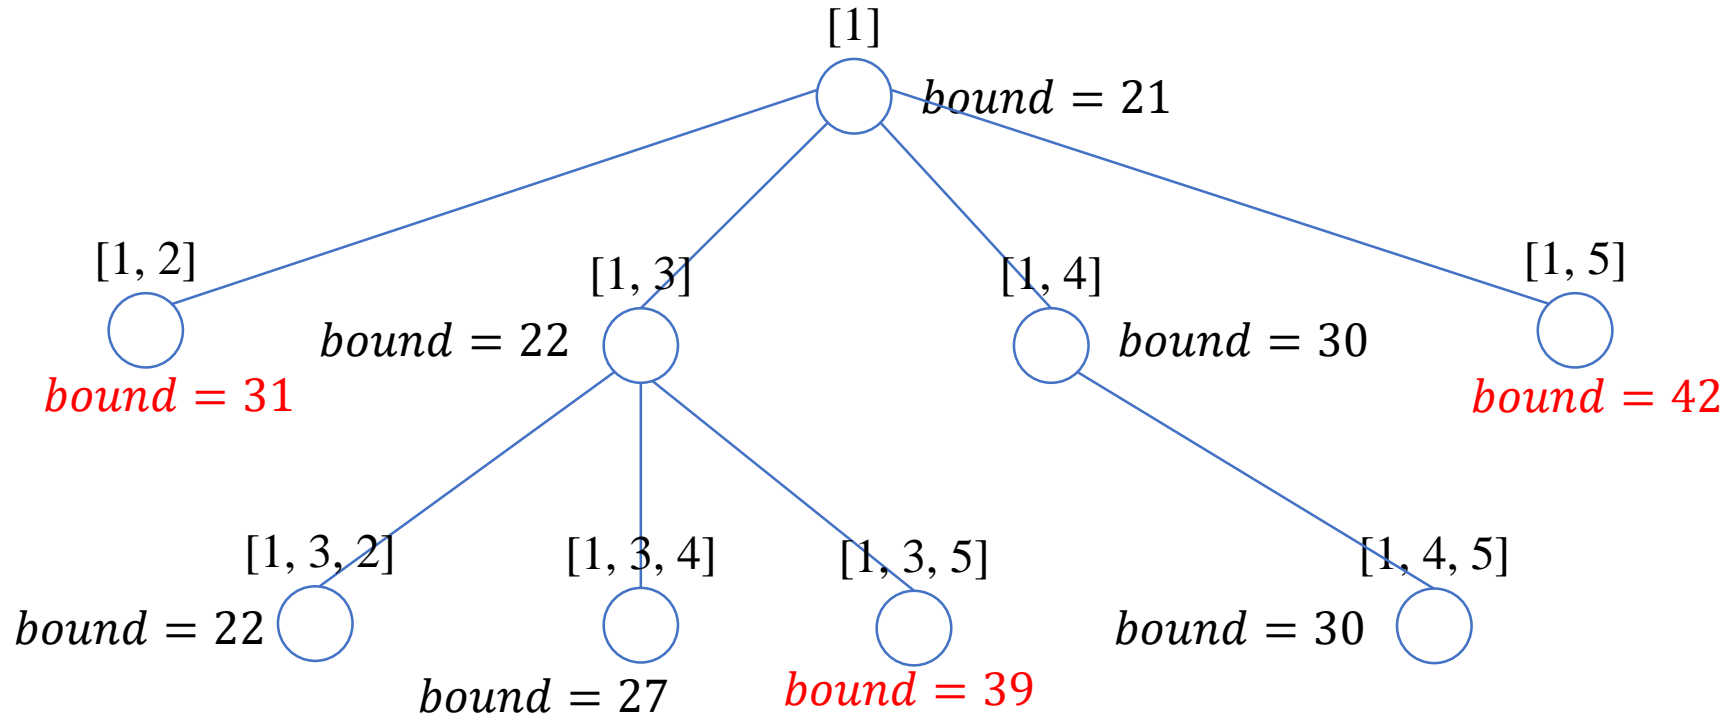 [1]
bound = 21
[1, 2]
[1, 3]
[1, 4]
[1, 5]
bound = 22
bound = 30
bound = 31
bound = 42
[1, 3, 2]
[1, 3, 4]
[1, 3, 5]
[1, 4, 5]
bound = 22
bound = 30
bound = 27
bound = 39